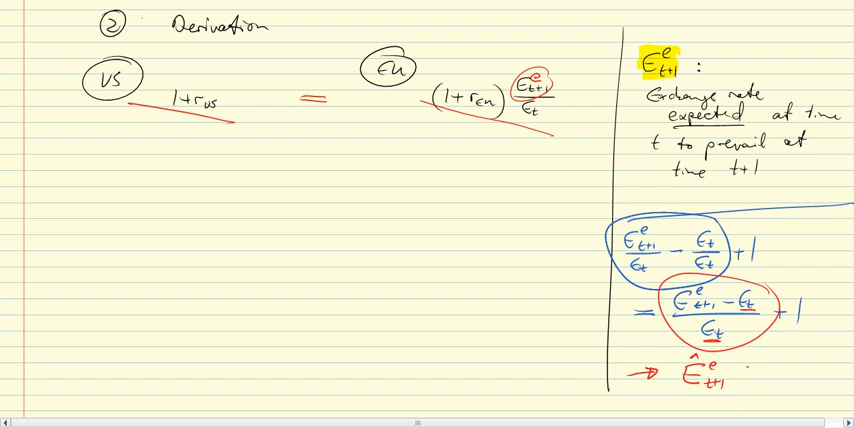 ② Derivation
US EU
1+r_US = (1+r_EU) E^e_{t+1}/E_t
E^e_{t+1} :
Exchange rate
expected at time
t to prevail at
time t+1
E^e_{t+1}/E_t - E_t/E_t + 1
= (E^e_{t+1} - E_t)/E_t + 1
→ Ê^e_{t+1}